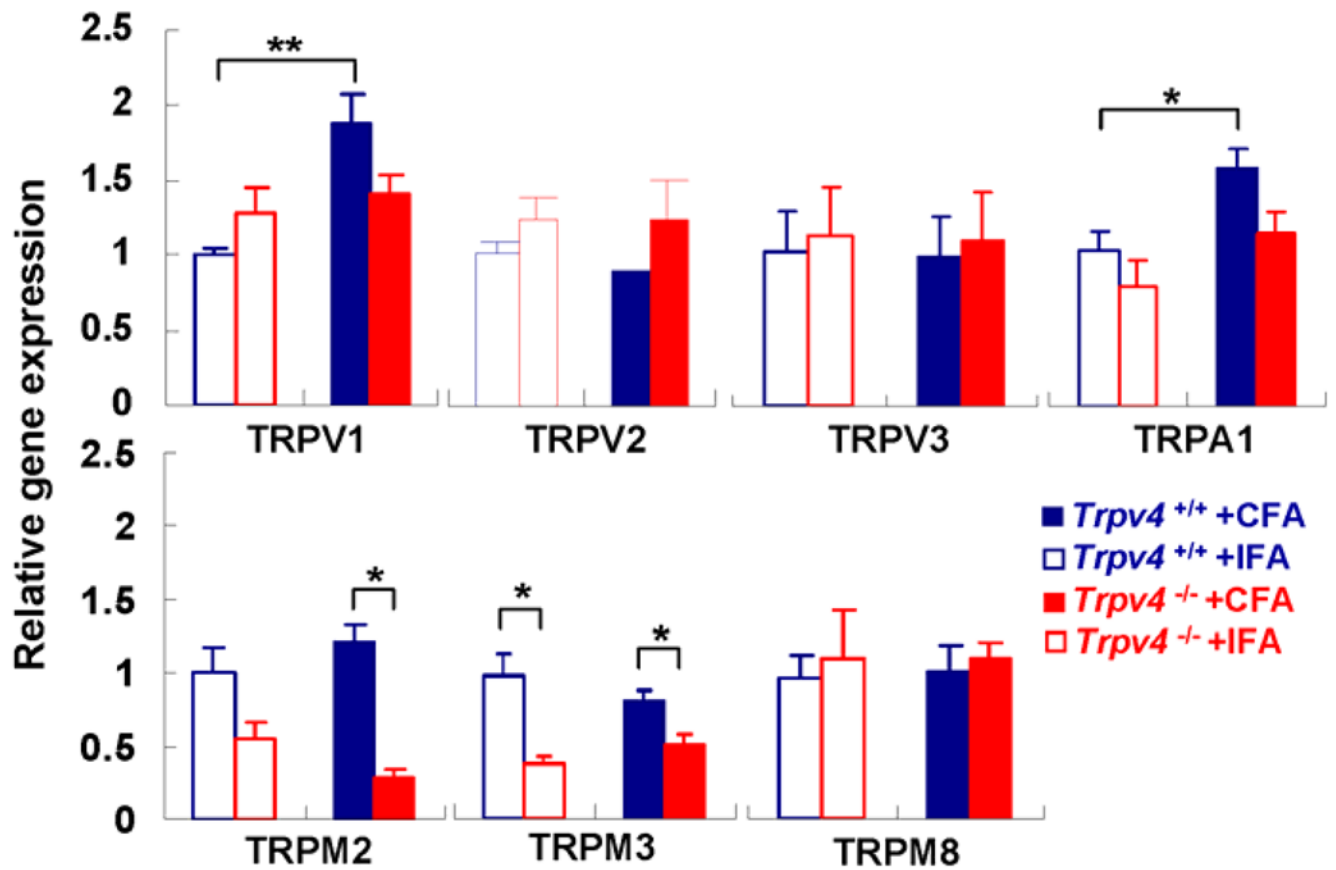 Relative gene expression
2.5
2
1.5
1
0.5
0
**
*
TRPV1
TRPV2
TRPV3
TRPA1
2.5
2
1.5
1
0.5
0
*
*
*
TRPM2
TRPM3
TRPM8
Trpv4 +/+ +CFA
Trpv4 +/+ +IFA
Trpv4 -/- +CFA
Trpv4 -/- +IFA